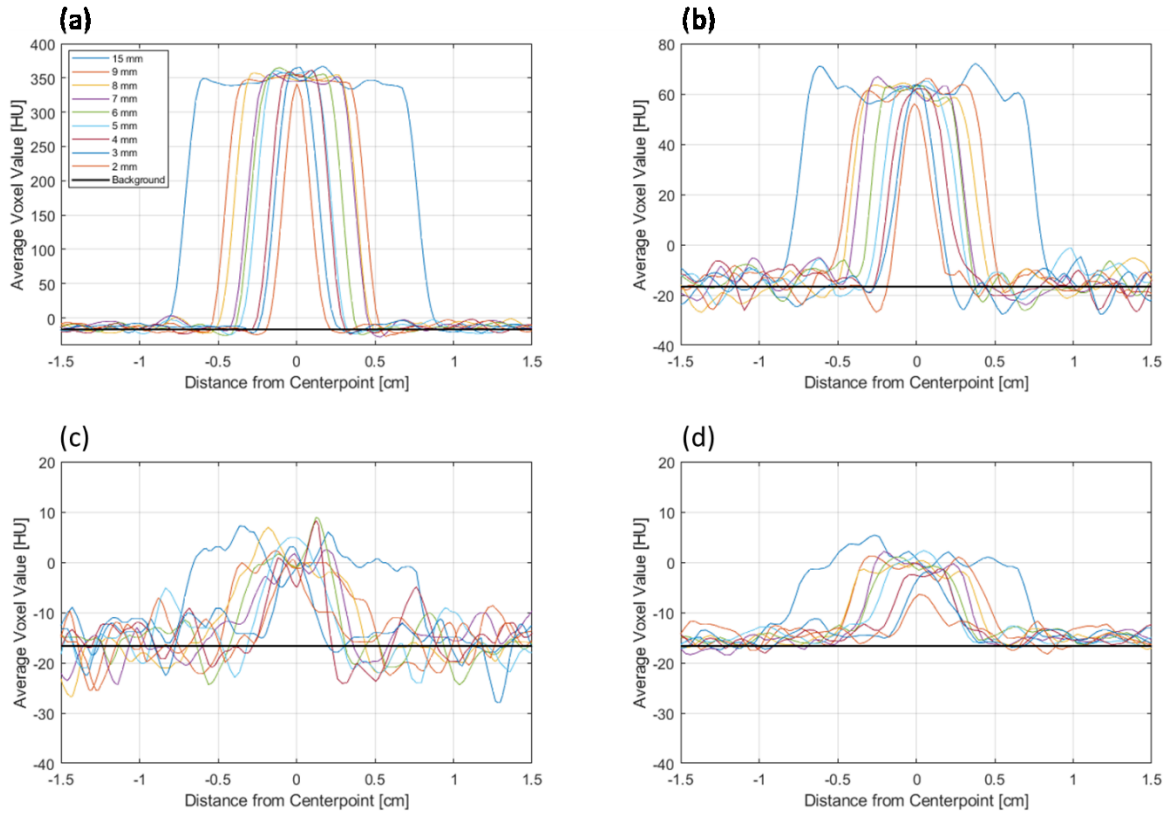 (a)
400
350
300
250
200
150
100
50
0
Average Voxel Value [HU]
15 mm
9 mm
8 mm
7 mm
6 mm
5 mm
4 mm
3 mm
2 mm
Background
-1.5 -1 -0.5 0 0.5 1 1.5
Distance from Centerpoint [cm]
(b)
80
60
40
20
0
-20
-40
Average Voxel Value [HU]
-1.5 -1 -0.5 0 0.5 1 1.5
Distance from Centerpoint [cm]
(c)
20
10
0
-10
-20
-30
-40
Average Voxel Value [HU]
-1.5 -1 -0.5 0 0.5 1 1.5
Distance from Centerpoint [cm]
(d)
20
10
0
-10
-20
-30
-40
Average Voxel Value [HU]
-1.5 -1 -0.5 0 0.5 1 1.5
Distance from Centerpoint [cm]